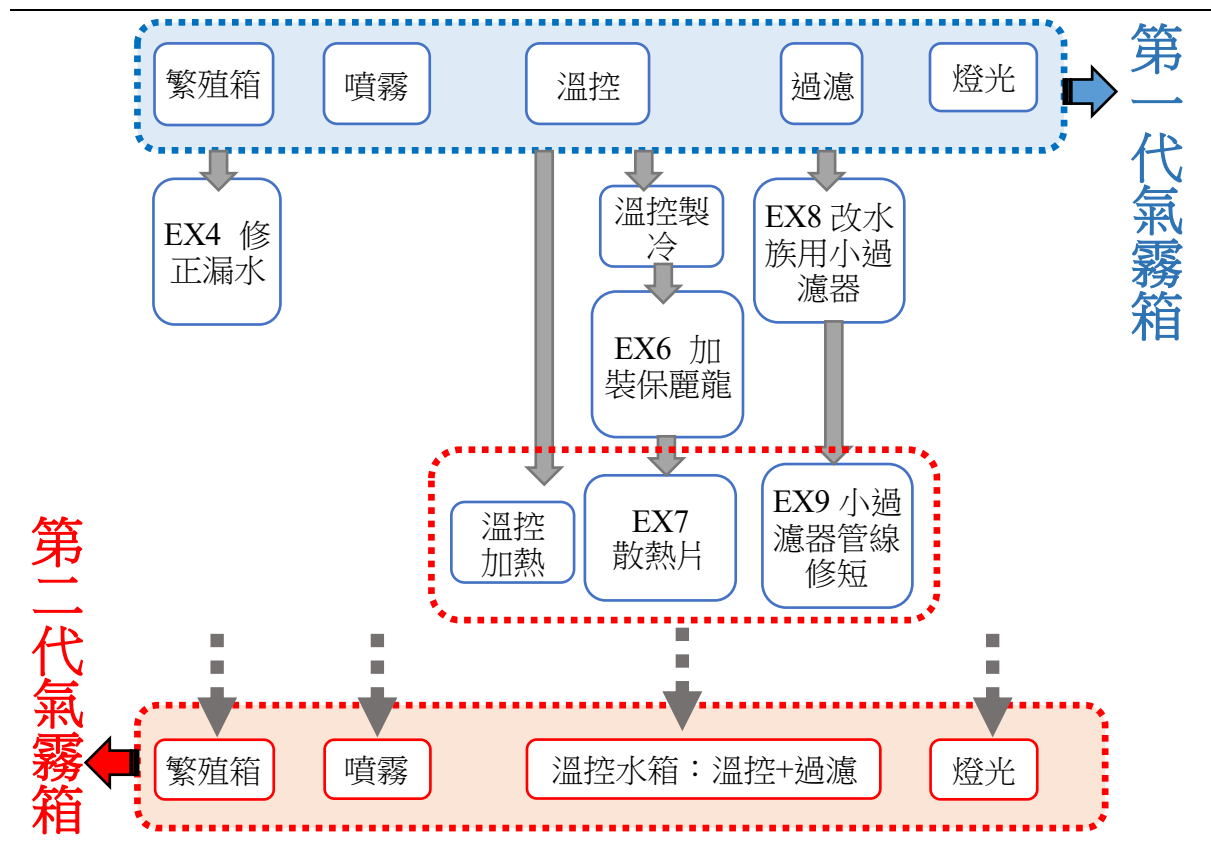 繁殖箱
噴霧
溫控
過濾
燈光
第一代氣霧箱
EX4 修
正漏水
溫控製
冷
EX8 改水
族用小過
濾器
EX6 加
裝保麗龍
溫控
加熱
EX7
散熱片
EX9 小過
濾器管線
修短
第二代氣霧箱
繁殖箱
噴霧
溫控水箱：溫控+過濾
燈光